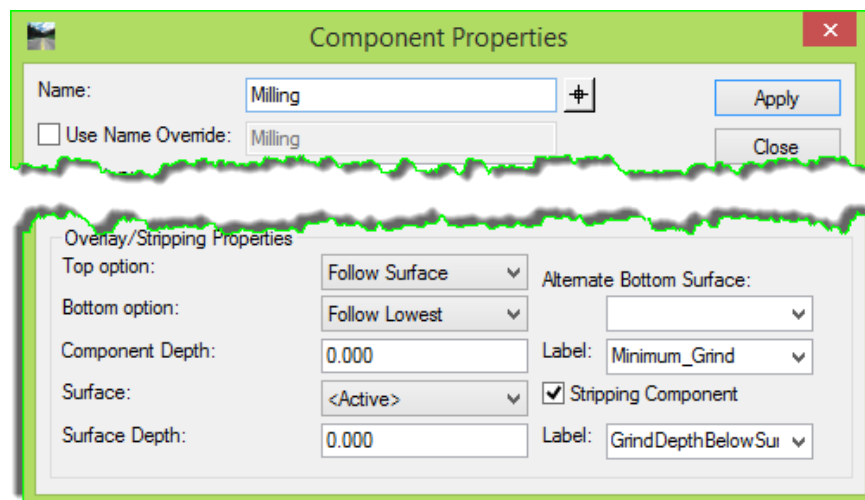 Component Properties
Name: Milling Apply
Use Name Override: Milling Close
Overlay/Stripping Properties
Top option: Follow Surface Alternate Bottom Surface:
Bottom option: Follow Lowest
Component Depth: 0.000 Label: Minimum_Grind
Surface: <Active> Stripping Component
Surface Depth: 0.000 Label: GrindDepthBelowSur